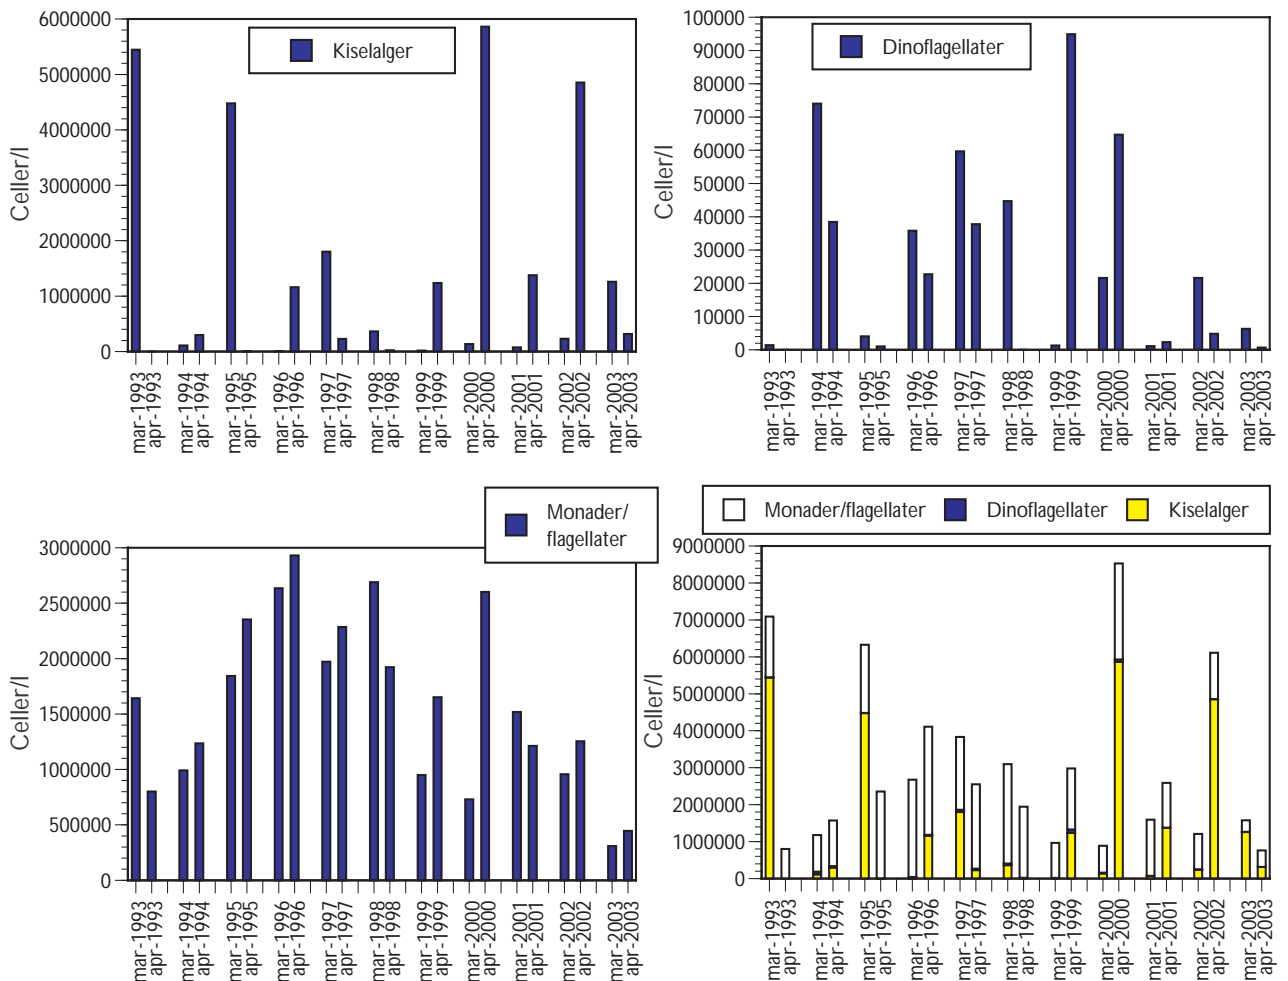 Kiselalger
Celler/l
6000000
5000000
4000000
3000000
2000000
1000000
0
mar-1993
apr-1993
mar-1994
apr-1994
mar-1995
apr-1995
mar-1996
apr-1996
mar-1997
apr-1997
mar-1998
apr-1998
mar-1999
apr-1999
mar-2000
apr-2000
mar-2001
apr-2001
mar-2002
apr-2002
mar-2003
apr-2003
Dinoflagellater
Celler/l
100000
90000
80000
70000
60000
50000
40000
30000
20000
10000
0
mar-1993
apr-1993
mar-1994
apr-1994
mar-1995
apr-1995
mar-1996
apr-1996
mar-1997
apr-1997
mar-1998
apr-1998
mar-1999
apr-1999
mar-2000
apr-2000
mar-2001
apr-2001
mar-2002
apr-2002
mar-2003
apr-2003
Monader/
flagellater
Celler/l
3000000
2500000
2000000
1500000
1000000
500000
0
mar-1993
apr-1993
mar-1994
apr-1994
mar-1995
apr-1995
mar-1996
apr-1996
mar-1997
apr-1997
mar-1998
apr-1998
mar-1999
apr-1999
mar-2000
apr-2000
mar-2001
apr-2001
mar-2002
apr-2002
mar-2003
apr-2003
Monader/flagellater Dinoflagellater Kiselalger
Celler/l
9000000
8000000
7000000
6000000
5000000
4000000
3000000
2000000
1000000
0
mar-1993
apr-1993
mar-1994
apr-1994
mar-1995
apr-1995
mar-1996
apr-1996
mar-1997
apr-1997
mar-1998
apr-1998
mar-1999
apr-1999
mar-2000
apr-2000
mar-2001
apr-2001
mar-2002
apr-2002
mar-2003
apr-2003